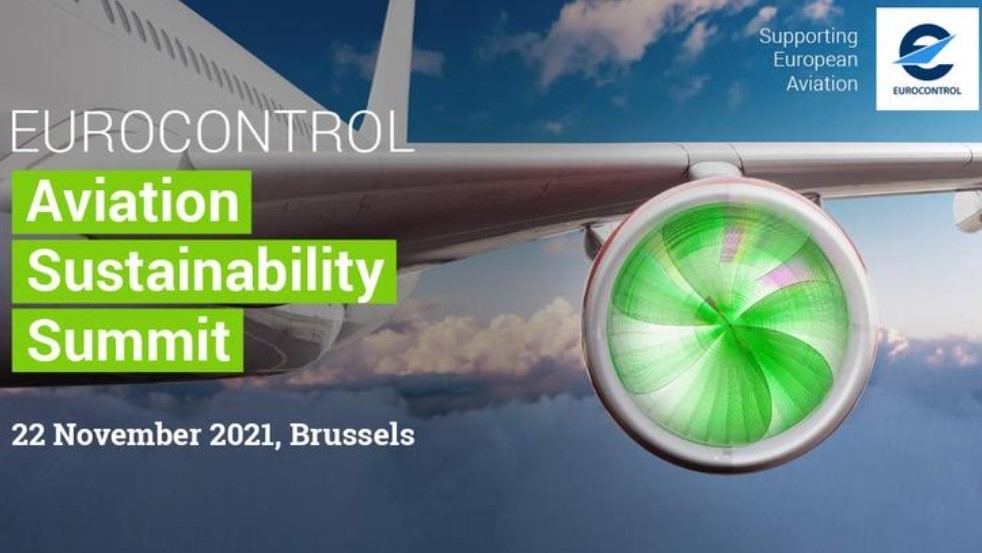 Supporting
European
Aviation
EUROCONTROL
EUROCONTROL
Aviation
Sustainability
Summit
22 November 2021, Brussels